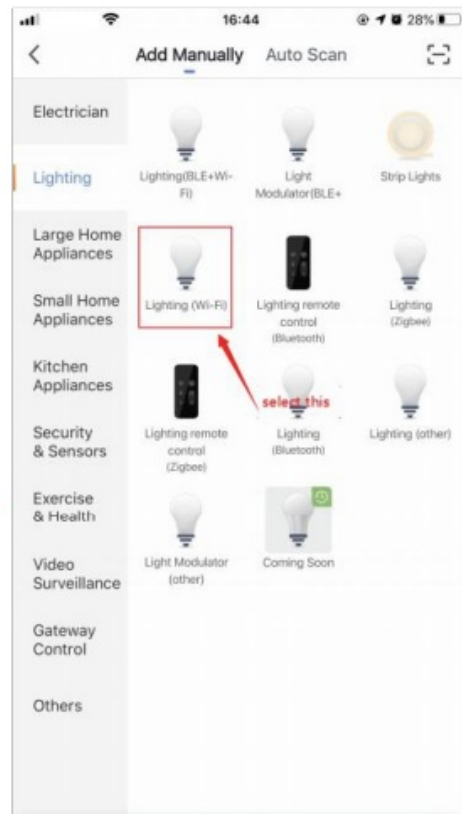 16:44
28%
Add Manually Auto Scan
Electrician
Lighting
Large Home
Appliances
Small Home
Appliances
Kitchen
Appliances
Security
& Sensors
Exercise
& Health
Video
Surveillance
Gateway
Control
Others
Lighting(BLE+Wi-
Fi)
Light
Modulator(BLE+
Strip Lights
Lighting (Wi-Fi)
Lighting remote
control
(Bluetooth)
Lighting
(Zigbee)
select this
Lighting remote
control
(Zigbee)
Lighting
(Bluetooth)
Lighting (other)
Light Modulator
(other)
Coming Soon